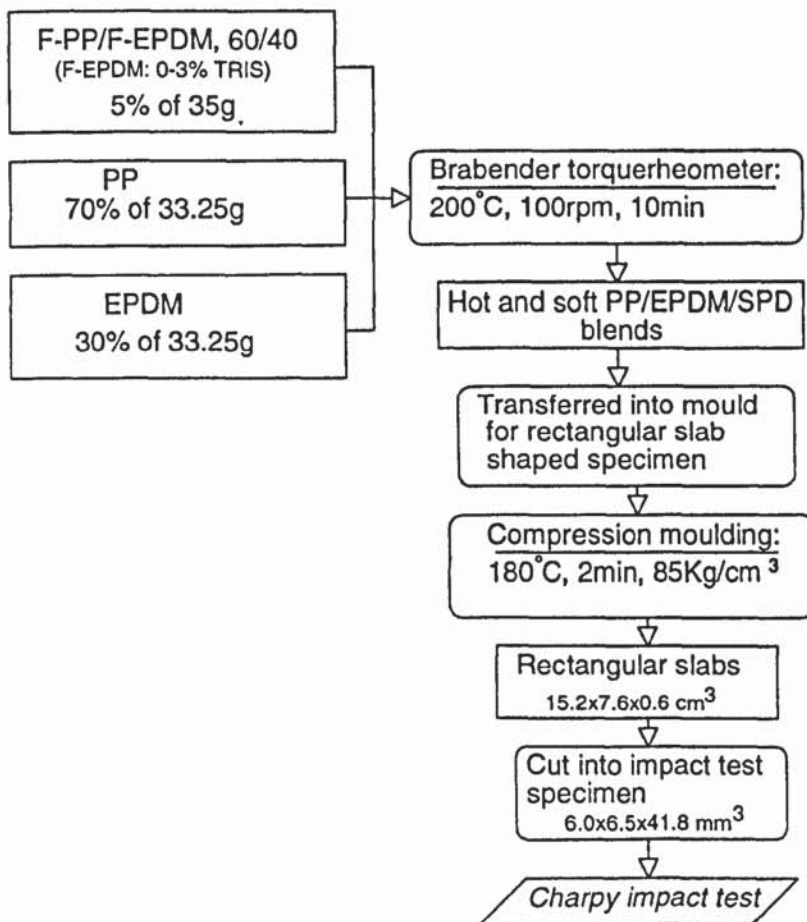 F-PP/F-EPDM, 60/40
(F-EPDM: 0-3% TRIS)
5% of 35g.
PP
70% of 33.25g
EPDM
30% of 33.25g
Brabender torquerheometer:
200°C, 100rpm, 10min
Hot and soft PP/EPDM/SPD
blends
Transferred into mould
for rectangular slab
shaped specimen
Compression moulding:
180°C, 2min, 85Kg/cm³
Rectangular slabs
15.2x7.6x0.6 cm³
Cut into impact test
specimen
6.0x6.5x41.8 mm³
Charpy impact test